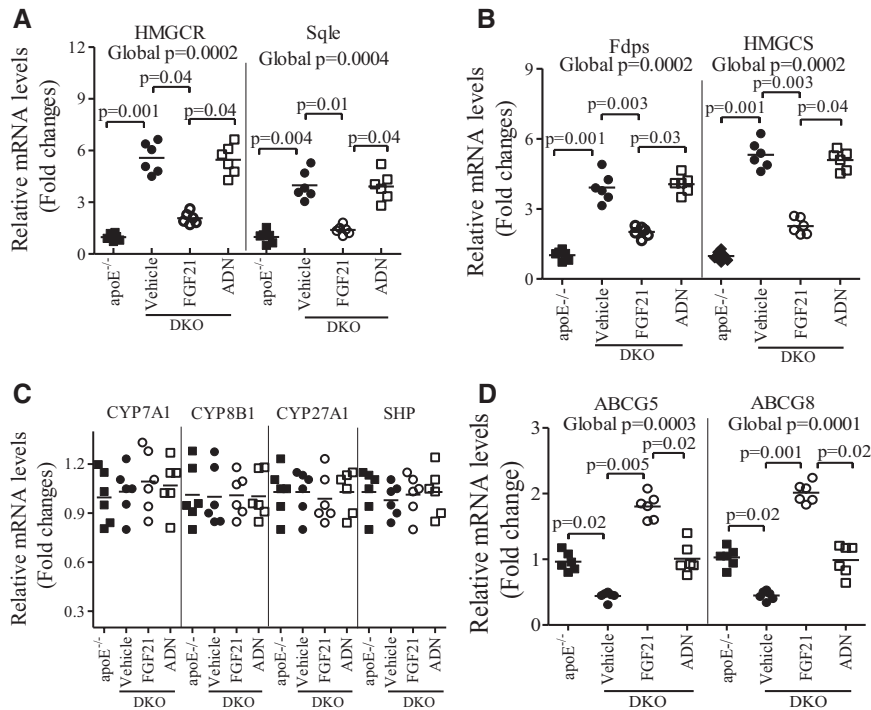 A
HMGCR
Sqle
Global p=0.0002
Global p=0.0004
Relative mRNA levels
(Fold changes)
12
9
6
3
0
p=0.001
p=0.04
p=0.04
p=0.004
p=0.01
p=0.04
apoE-/-
Vehicle
FGF21
ADN
apoE-/-
Vehicle
FGF21
ADN
DKO
DKO
B
Fdps
HMGCS
Global p=0.0002
Global p=0.0002
Relative mRNA levels
(Fold changes)
9
6
3
0
p=0.001
p=0.003
p=0.03
p=0.001
p=0.003
p=0.04
apoE-/-
Vehicle
FGF21
ADN
apoE-/-
Vehicle
FGF21
ADN
DKO
DKO
C
CYP7A1
CYP8B1
CYP27A1
SHP
Relative mRNA levels
(Fold changes)
1.2
0.9
0.6
0.3
apoE-/-
Vehicle
FGF21
ADN
apoE-/-
Vehicle
FGF21
ADN
apoE-/-
Vehicle
FGF21
ADN
apoE-/-
Vehicle
FGF21
ADN
DKO
DKO
DKO
DKO
D
ABCG5
ABCG8
Global p=0.0003
Global p=0.0001
Relative mRNA levels
(Fold change)
3
2
1
0
p=0.02
p=0.005
p=0.02
p=0.02
p=0.001
p=0.02
apoE-/-
Vehicle
FGF21
ADN
apoE-/-
Vehicle
FGF21
ADN
DKO
DKO